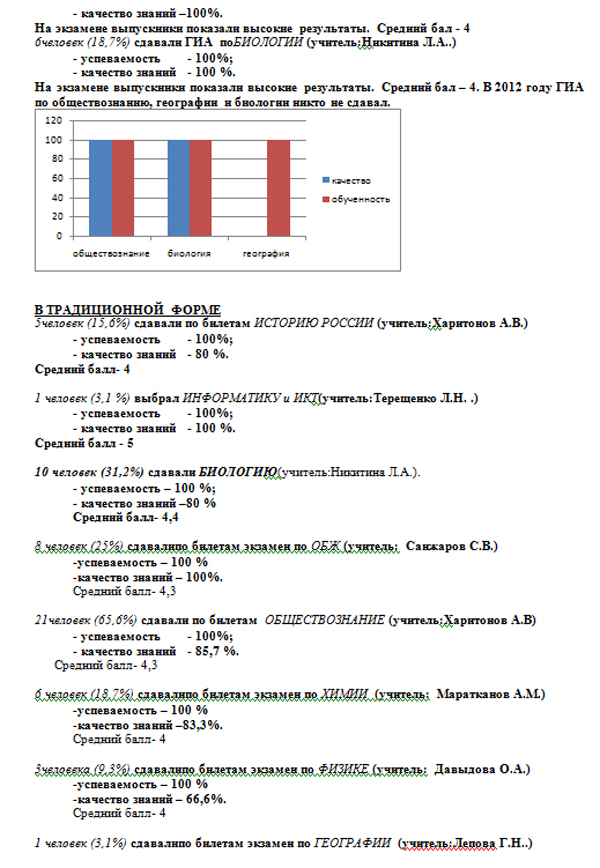 - качество знаний –100%.
На экзамене выпускники показали высокие результаты. Средний бал - 4
6человек (18,7%) сдавали ГИА поБИОЛОГИИ (учитель:Никитина Л.А..)
- успеваемость - 100%;
- качество знаний - 100 %.
На экзамене выпускники показали высокие результаты. Средний бал – 4. В 2012 году ГИА
по обществознанию, географии и биологии никто не сдавал.
120
100
80
60
40
20
0
обществознание биология география
качество
обученность
В ТРАДИЦИОННОЙ ФОРМЕ
5человек (15,6%) сдавали по билетам ИСТОРИЮ РОССИИ (учитель:Харитонов А.В.)
- успеваемость - 100%;
- качество знаний - 80 %.
Средний балл- 4
1 человек (3,1 %) выбрал ИНФОРМАТИКУ и ИКТ(учитель:Терещенко Л.Н. .)
- успеваемость - 100%;
- качество знаний - 100 %.
Средний балл - 5
10 человек (31,2%) сдавали БИОЛОГИЮ(учитель:Никитина Л.А.).
- успеваемость – 100 %;
- качество знаний –80 %
Средний балл- 4,4
8 человек (25%) сдавалипо билетам экзамен по ОБЖ (учитель: Санжаров С.В.)
-успеваемость – 100 %
-качество знаний – 100%.
Средний балл- 4,3
21человек (65,6%) сдавали по билетам ОБЩЕСТВОЗНАНИЕ (учитель:Харитонов А.В)
- успеваемость - 100%;
- качество знаний - 85,7 %.
Средний балл- 4,3
6 человек (18,7%) сдавалипо билетам экзамен по ХИМИИ (учитель: Маратканов А.М.)
-успеваемость – 100 %
-качество знаний –83,3%.
Средний балл- 4
3человека (9,3%) сдавалипо билетам экзамен по ФИЗИКЕ (учитель: Давыдова О.А.)
-успеваемость – 100 %
-качество знаний – 66,6%.
Средний балл- 4
1 человек (3,1%) сдавалипо билетам экзамен по ГЕОГРАФИИ (учитель:Лепова Г.Н..)